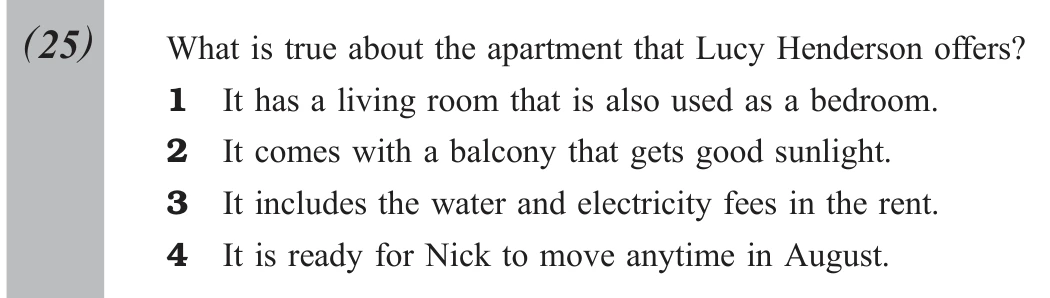 (25) What is true about the apartment that Lucy Henderson offers?
1 It has a living room that is also used as a bedroom.
2 It comes with a balcony that gets good sunlight.
3 It includes the water and electricity fees in the rent.
4 It is ready for Nick to move anytime in August.